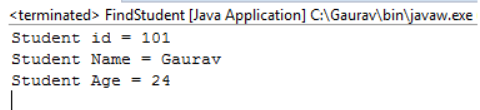 <terminated> FindStudent [Java Application] C:\Gaurav\bin\javaw.exe
Student id = 101
Student Name = Gaurav
Student Age = 24